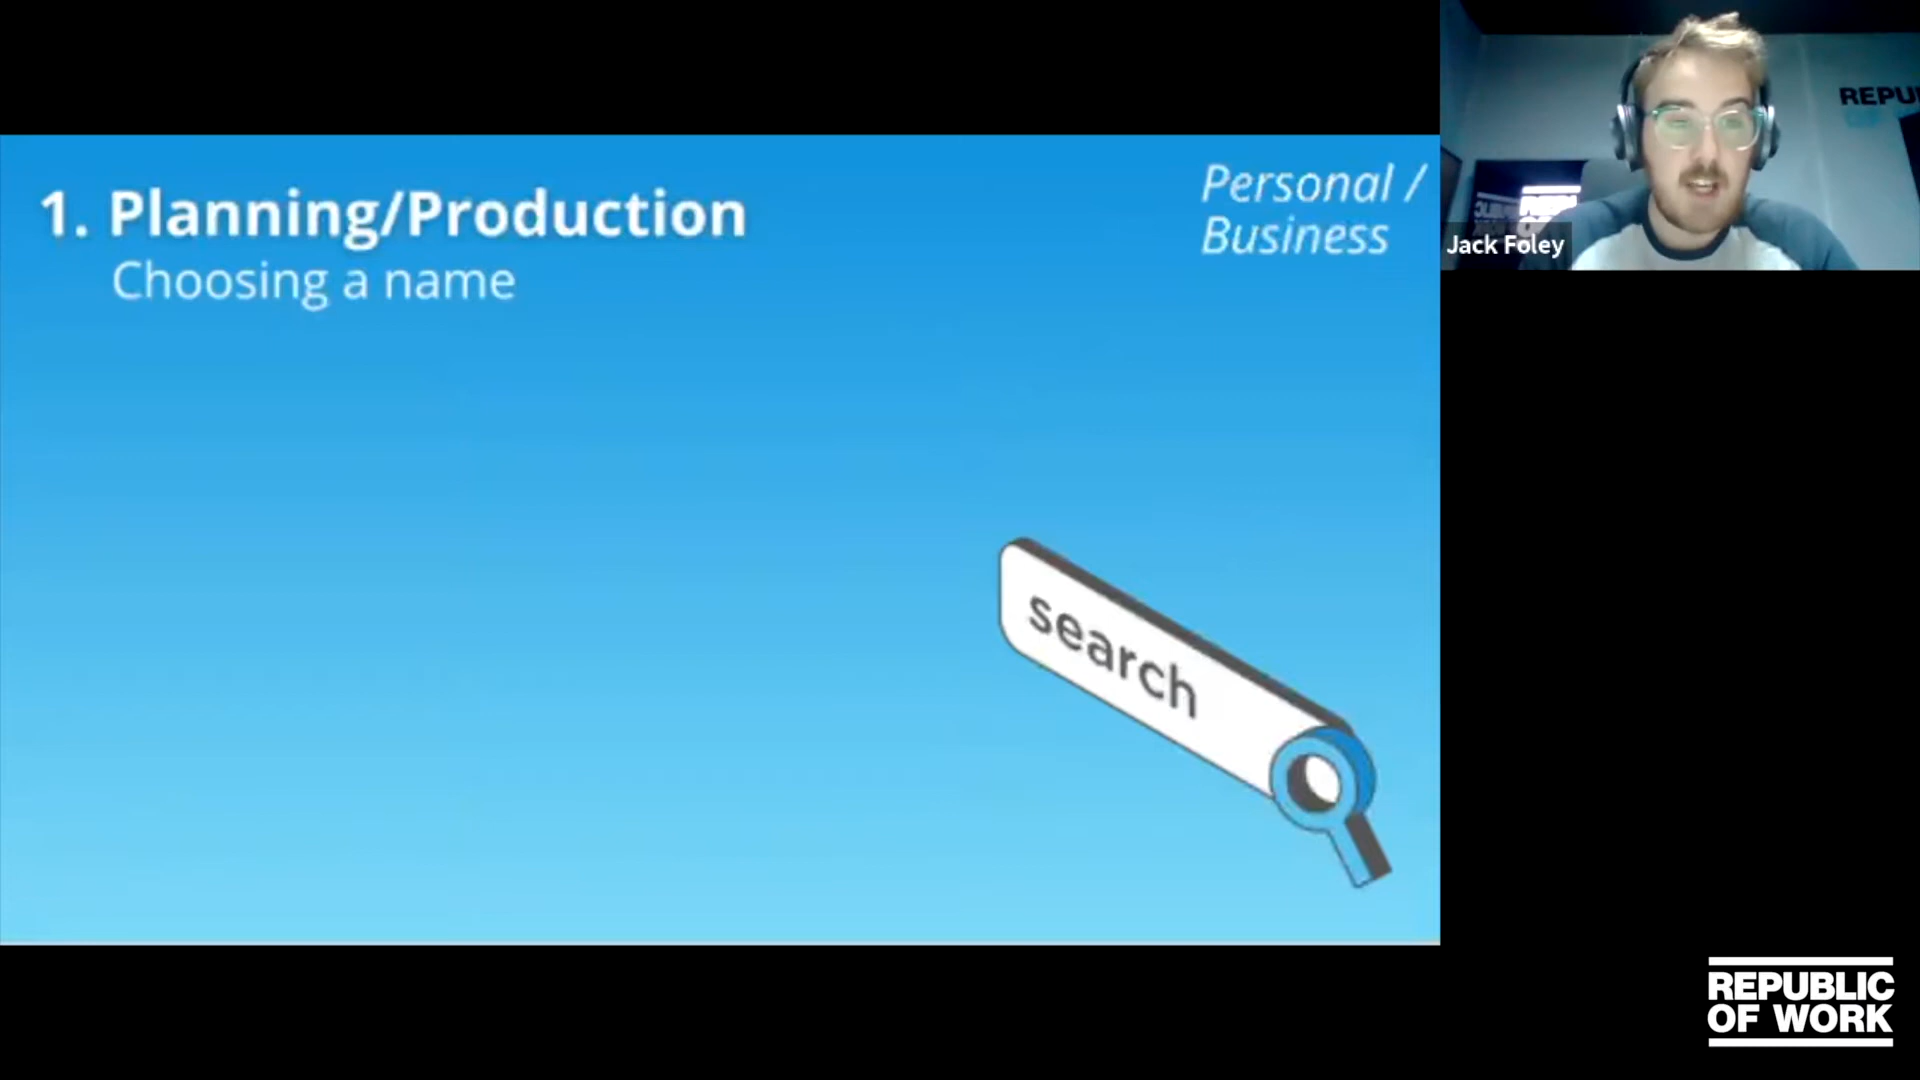 1. Planning/Production
Choosing a name
Personal /
Business
search
Jack Foley
REPU
REPUBLIC
OF WORK